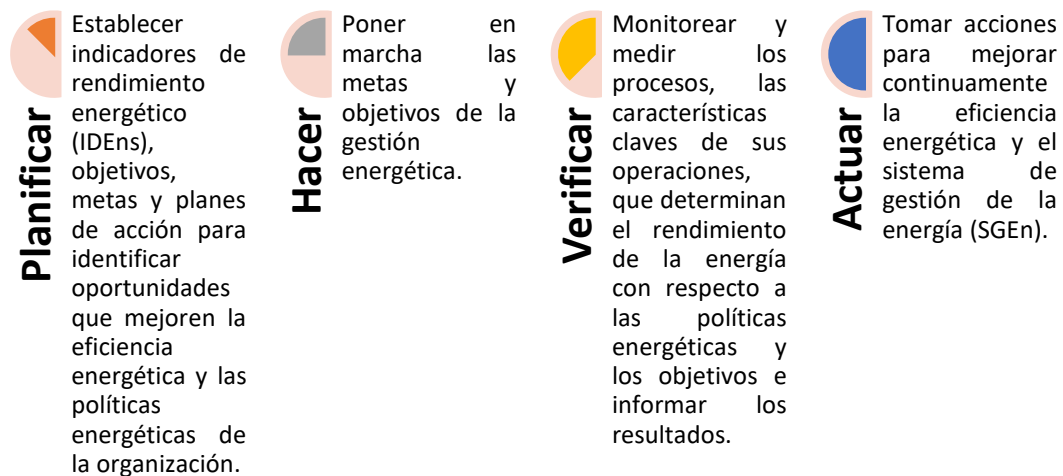 Planificar
Establecer
indicadores de
rendimiento
energético
(IDEns),
objetivos,
metas y planes
de acción para
identificar
oportunidades
que mejoren la
eficiencia
energética y las
políticas
energéticas de
la organización.
Hacer
Poner en
marcha las
metas y
objetivos de la
gestión
energética.
Verificar
Monitorear y
medir los
procesos, las
características
claves de sus
operaciones,
que determinan
el rendimiento
de la energía
con respecto a
las políticas
energéticas y
los objetivos e
informar los
resultados.
Actuar
Tomar acciones
para mejorar
continuamente
la eficiencia
energética y el
sistema de
gestión de la
energía (SGEn).